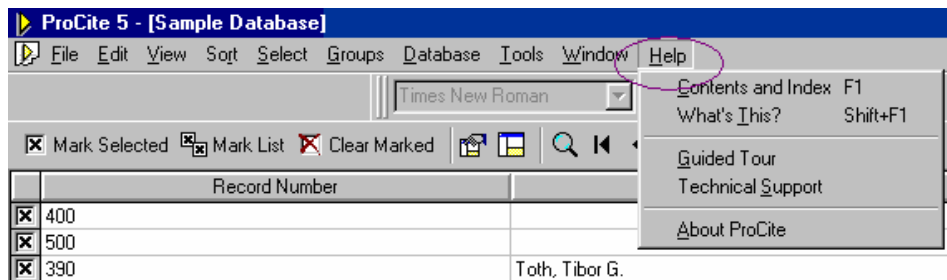 ProCite 5 - [Sample Database]
File Edit View Sort Select Groups Database Tools Window Help
Times New Roman
Contents and Index F1
What's This? Shift+F1
Guided Tour
Technical Support
About ProCite
Mark Selected Mark List Clear Marked
Record Number
400
500
390 Toth, Tibor G.